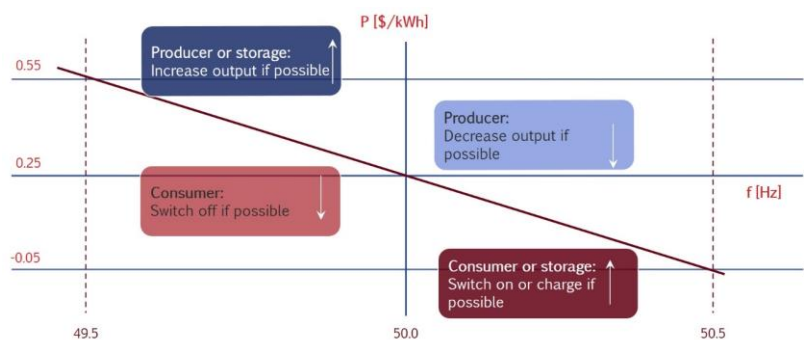 P [$/kWh]
Producer or storage:
Increase output if possible
0.55
Producer:
Decrease output if
possible
0.25
Consumer:
Switch off if possible
f [Hz]
-0.05
Consumer or storage:
Switch on or charge if
possible
49.5
50.0
50.5